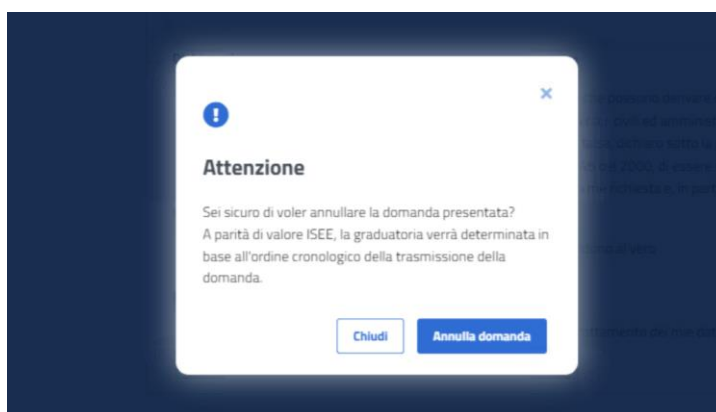 Attenzione
Sei sicuro di voler annullare la domanda presentata?
A parità di valore ISEE, la graduatoria verrà determinata in
base all'ordine cronologico della trasmissione della
domanda.
Chiudi
Annulla domanda